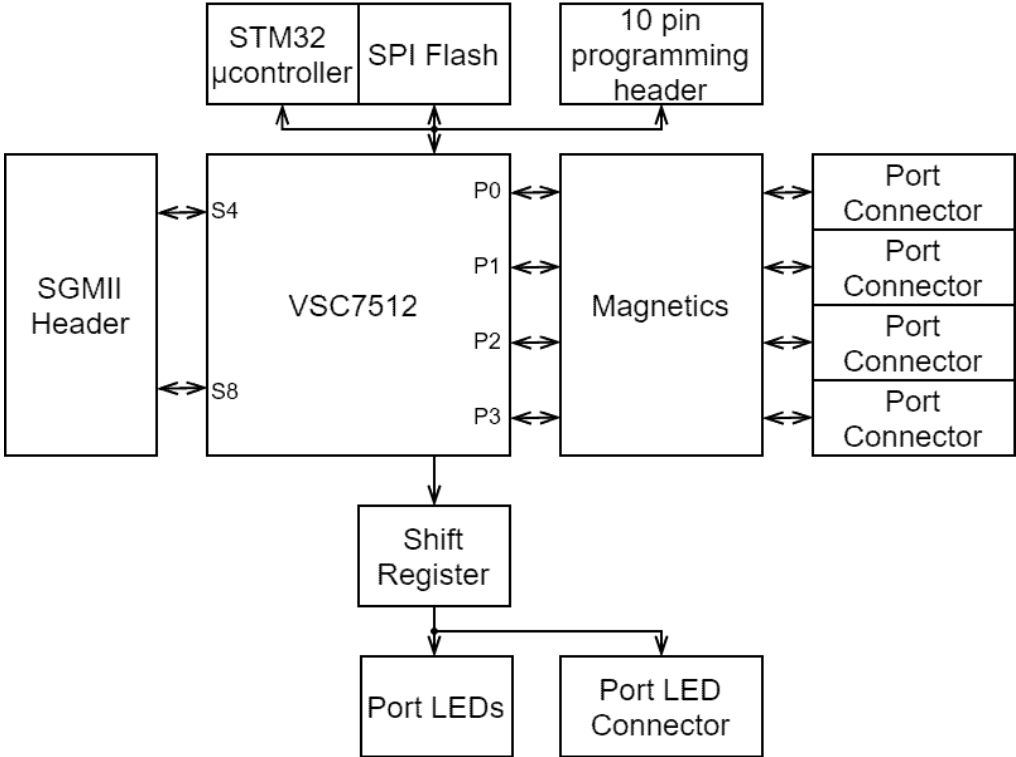 STM32
µcontroller
SPI Flash
10 pin
programming
header
SGMII
Header
S4
S8
VSC7512
P0
P1
P2
P3
Magnetics
Port
Connector
Port
Connector
Port
Connector
Port
Connector
Shift
Register
Port LEDs
Port LED
Connector